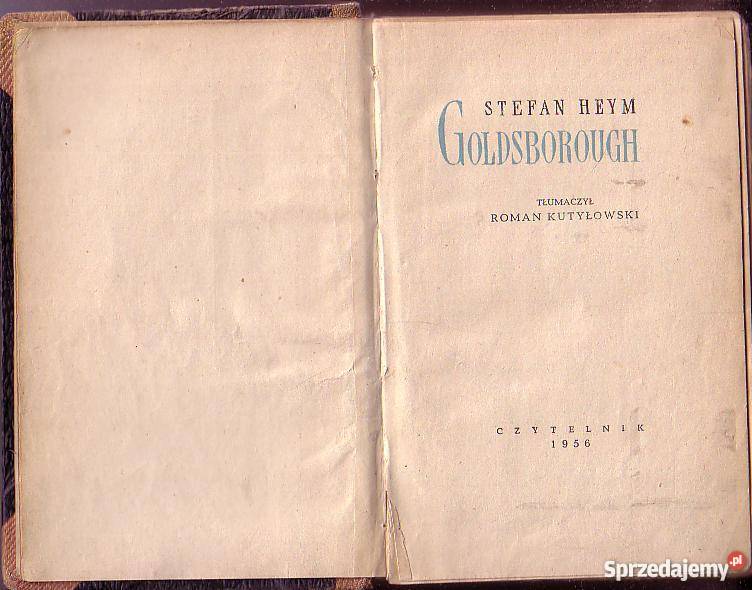 STEFAN HEYM
GOLDSBOROUGH
TŁUMACZYŁ
ROMAN KUTYŁOWSKI
CZYTELNIK
1956
Sprzedajemy.pl